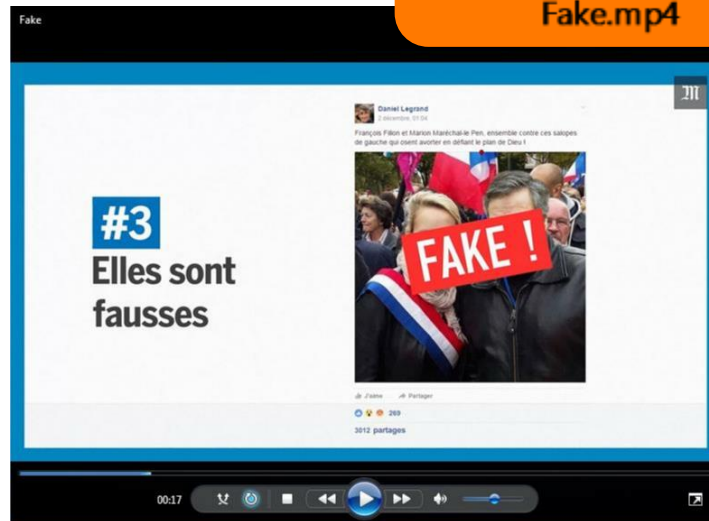 Fake
Fake.mp4
Daniel Legrand
2 décembre, 01:04
François Fillon et Marion Maréchal-le Pen, ensemble contre ces salopes
de gauche qui osent avorter en défiant le plan de Dieu !
#3
Elles sont
fausses
FAKE !
J'aime Partager
269
3012 partages
00:17